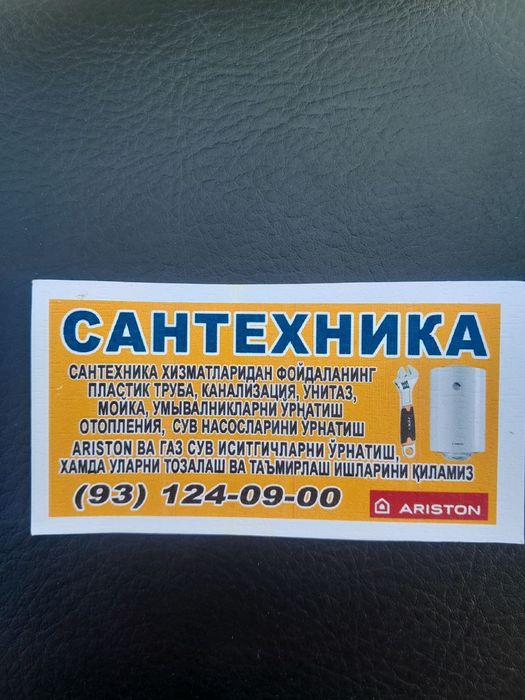 САНТЕХНИКА
САНТЕХНИКА ХИЗМАТЛАРИДАН ФОЙДАЛАНИНГ
ПЛАСТИК ТРУБА, КАНАЛИЗАЦИЯ, УНИТАЗ,
МОЙКА, УМЫВАЛНИКЛАРНИ ЎРНАТИШ
ОТОПЛЕНИЯ, СУВ НАСОСЛАРИНИ ЎРНАТИШ
ARISTON ВА ГАЗ СУВ ИСИТГИЧЛАРНИ ЎРНАТИШ,
ХАМДА УЛАРНИ ТОЗАЛАШ ВА ТАЪМИРЛАШ ИШЛАРИНИ ҚИЛАМИЗ
(93) 124-09-00
ARISTON